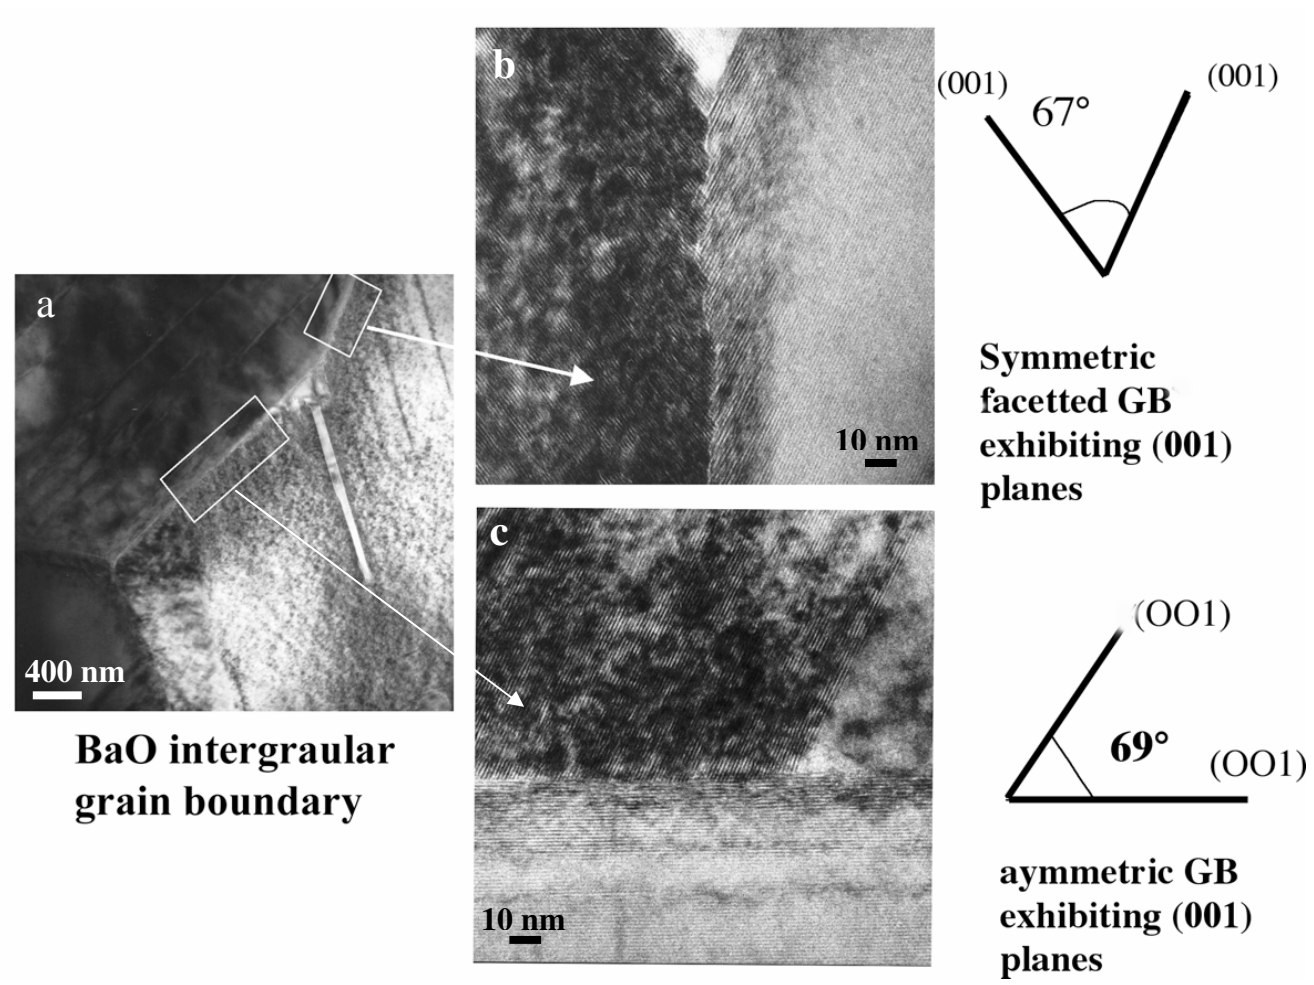 a
400 nm
BaO intergraular
grain boundary
b
10 nm
c
10 nm
(001)
67°
(001)
Symmetric
facetted GB
exhibiting (001)
planes
(OO1)
69°
(OO1)
aymmetric GB
exhibiting (001)
planes